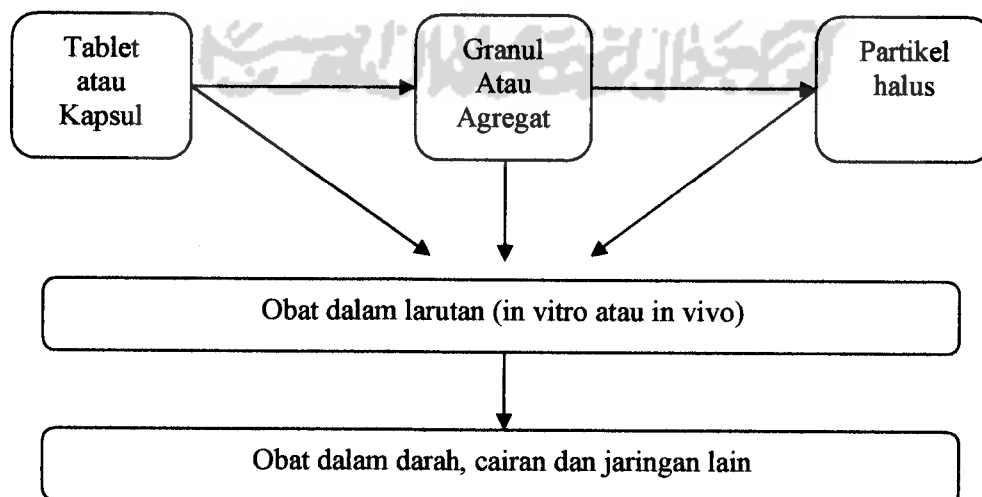 Tablet
atau
Kapsul
Granul
Atau
Agregat
Partikel
halus
Obat dalam larutan (in vitro atau in vivo)
Obat dalam darah, cairan dan jaringan lain